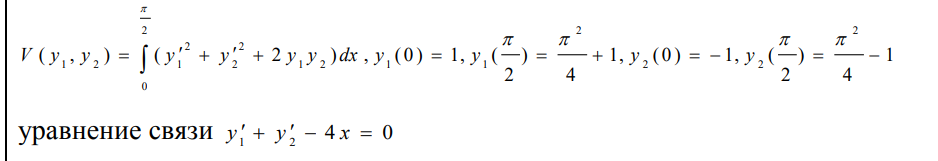 V(y₁, y₂) = ∫₀^{π/2} (y₁′² + y₂′² + 2y₁y₂)dx, y₁(0) = 1, y₁(π/2) = π²/4 + 1, y₂(0) = −1, y₂(π/2) = π²/4 − 1
уравнение связи y₁′ + y₂′ − 4x = 0